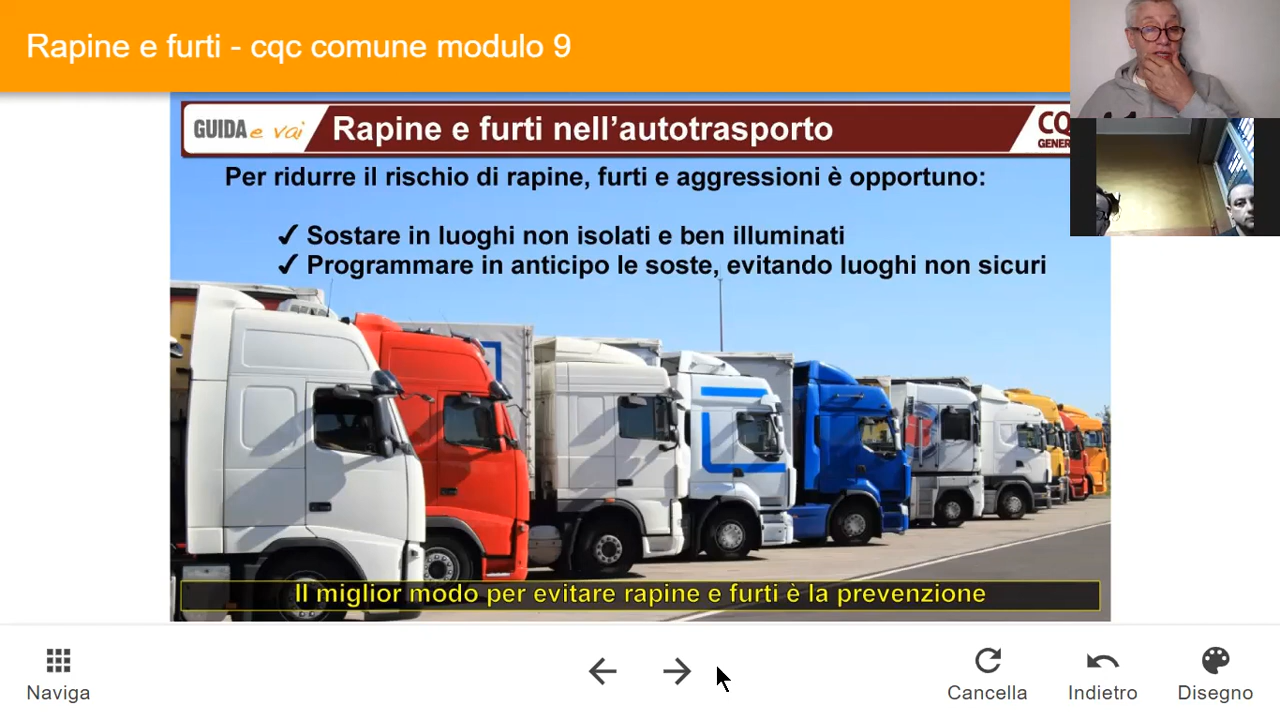 Rapine e furti - cqc comune modulo 9
GUIDA e vai
Rapine e furti nell'autotrasporto
CQ
GENER
Per ridurre il rischio di rapine, furti e aggressioni è opportuno:
✓ Sostare in luoghi non isolati e ben illuminati
✓ Programmare in anticipo le soste, evitando luoghi non sicuri
Il miglior modo per evitare rapine e furti è la prevenzione
Naviga
Cancella
Indietro
Disegno